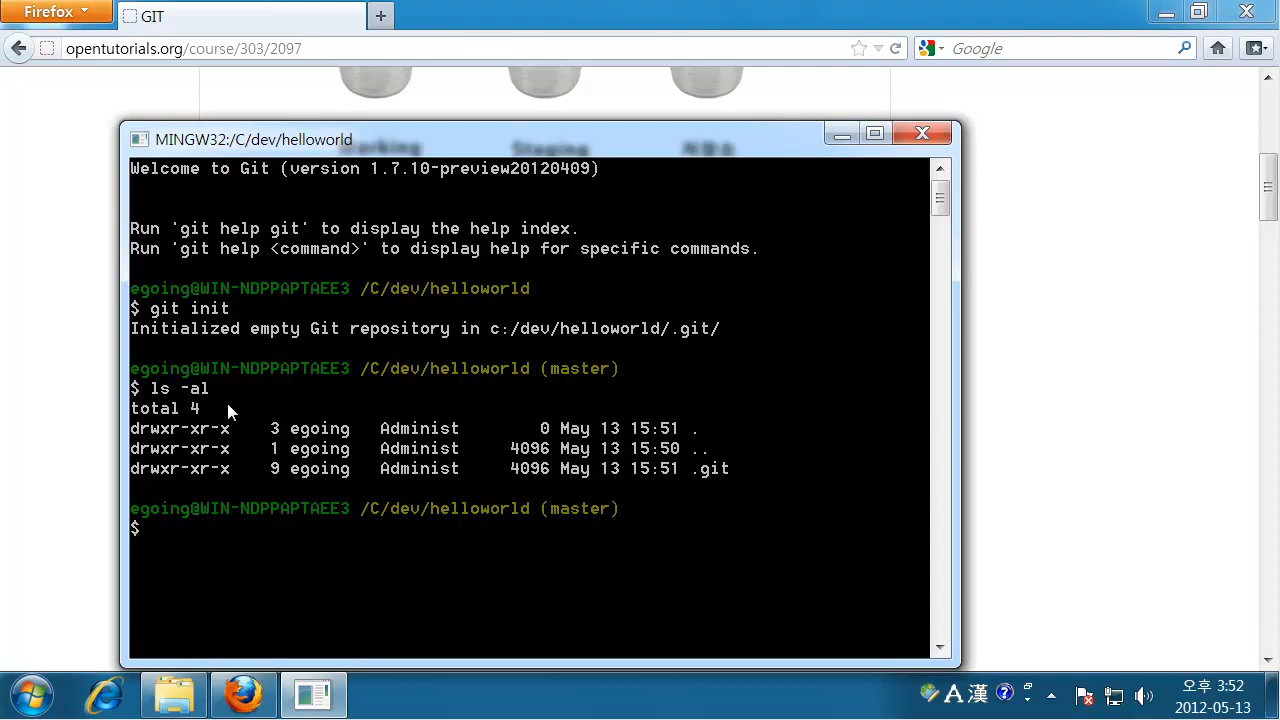 Firefox
GIT
opentutorials.org/course/303/2097
Google
MINGW32:/C/dev/helloworld
Working
Staging
저장소
Welcome to Git (version 1.7.10-preview20120409)
Run 'git help git' to display the help index.
Run 'git help <command>' to display help for specific commands.
egoing@WIN-NDPPAPTAEE3 /C/dev/helloworld
$ git init
Initialized empty Git repository in c:/dev/helloworld/.git/
egoing@WIN-NDPPAPTAEE3 /C/dev/helloworld (master)
$ ls -al
total 4
drwxr-xr-x 3 egoing Administ 0 May 13 15:51 .
drwxr-xr-x 1 egoing Administ 4096 May 13 15:50 ..
drwxr-xr-x 9 egoing Administ 4096 May 13 15:51 .git
egoing@WIN-NDPPAPTAEE3 /C/dev/helloworld (master)
$
A 漢
오후 3:52
2012-05-13